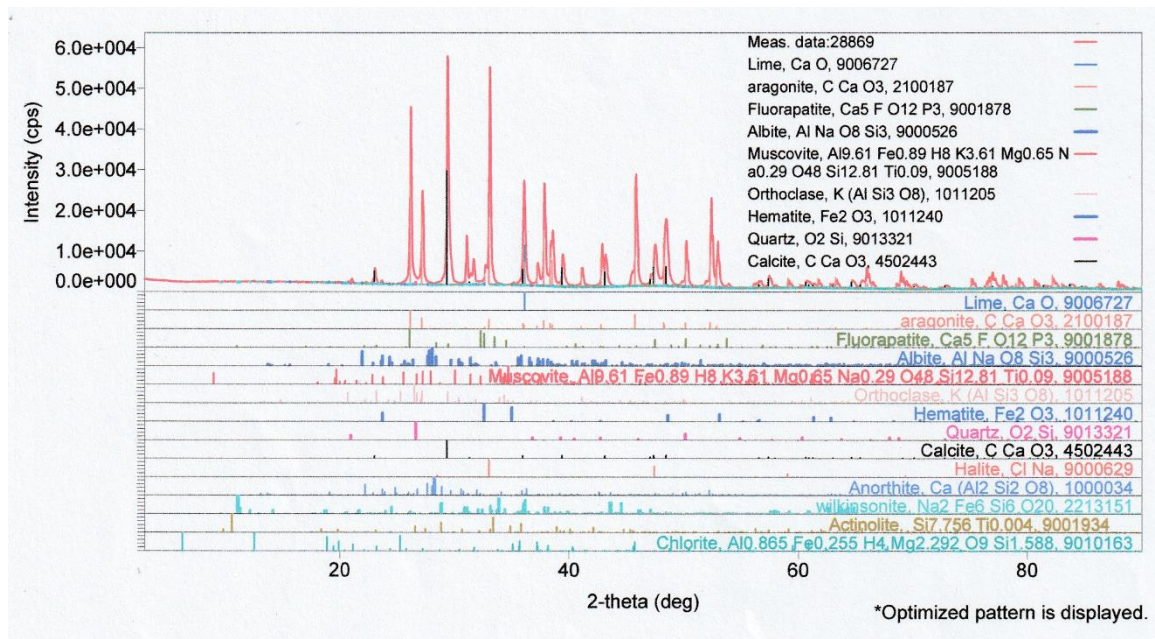 6.0e+004
5.0e+004
4.0e+004
3.0e+004
2.0e+004
1.0e+004
0.0e+000
Intensity (cps)
Meas. data:28869
Lime, Ca O, 9006727
aragonite, C Ca O3, 2100187
Fluorapatite, Ca5 F O12 P3, 9001878
Albite, Al Na O8 Si3, 9000526
Muscovite, Al9.61 Fe0.89 H8 K3.61 Mg0.65 N
a0.29 O48 Si12.81 Ti0.09, 9005188
Orthoclase, K (Al Si3 O8), 1011205
Hematite, Fe2 O3, 1011240
Quartz, O2 Si, 9013321
Calcite, C Ca O3, 4502443
Lime, Ca O, 9006727
aragonite, C Ca O3, 2100187
Fluorapatite, Ca5 F O12 P3, 9001878
Albite, Al Na O8 Si3, 9000526
Muscovite, Al9.61 Fe0.89 H8 K3.61 Mg0.65 Na0.29 O48 Si12.81 Ti0.09, 9005188
Orthoclase, K (Al Si3 O8), 1011205
Hematite, Fe2 O3, 1011240
Quartz, O2 Si, 9013321
Calcite, C Ca O3, 4502443
Halite, Cl Na, 9000629
Anorthite, Ca (Al2 Si2 O8), 1000034
wilkinsonite, Na2 Fe6 Si6 O20, 2213151
Actinolite, Si7.756 Ti0.004, 9001934
Chlorite, Al0.865 Fe0.255 H4 Mg2.292 O9 Si1.588, 9010163
20
40
60
80
2-theta (deg)
*Optimized pattern is displayed.